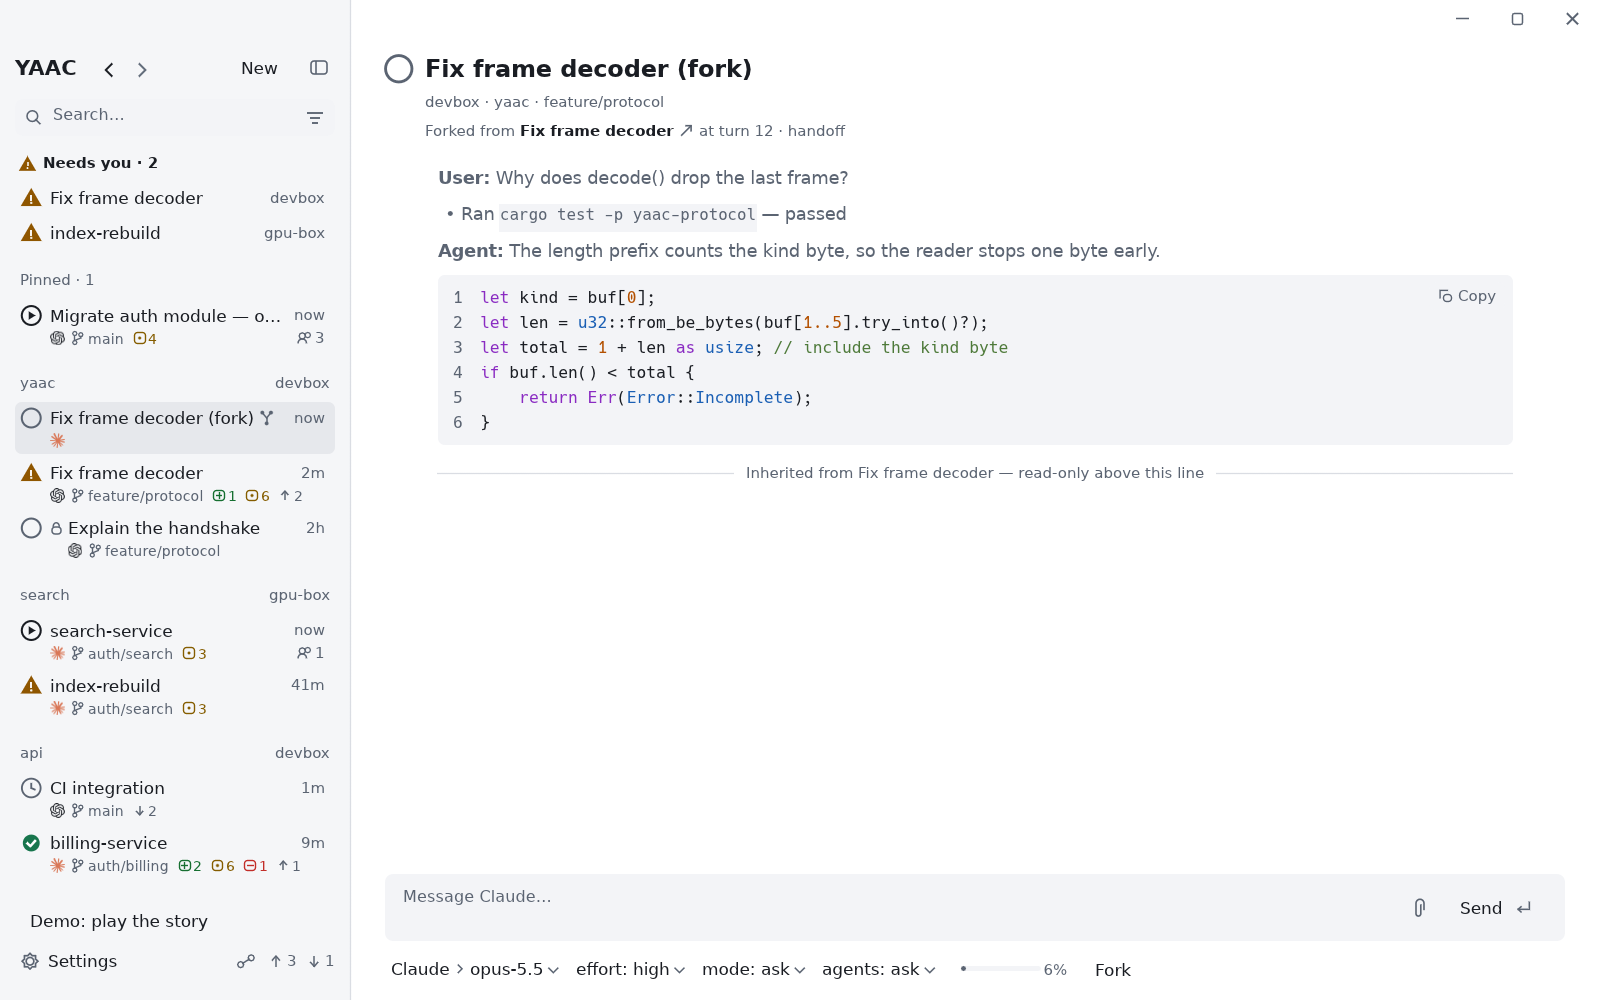 YAAC
New
Search...
Needs you · 2
Fix frame decoder devbox
index-rebuild gpu-box
Pinned · 1
Migrate auth module — o... now
main 4 3
yaac devbox
Fix frame decoder (fork) now
Fix frame decoder 2m
feature/protocol 1 6 ↑ 2
Explain the handshake 2h
feature/protocol
search gpu-box
search-service now
auth/search 3 1
index-rebuild 41m
auth/search 3
api devbox
CI integration 1m
main ↓ 2
billing-service 9m
auth/billing 2 6 1 ↑ 1
Demo: play the story
Settings ↑ 3 ↓ 1
Fix frame decoder (fork)
devbox · yaac · feature/protocol
Forked from Fix frame decoder ↗ at turn 12 · handoff
User: Why does decode() drop the last frame?
• Ran cargo test -p yaac-protocol — passed
Agent: The length prefix counts the kind byte, so the reader stops one byte early.
Copy
1 let kind = buf[0];
2 let len = u32::from_be_bytes(buf[1..5].try_into()?);
3 let total = 1 + len as usize; // include the kind byte
4 if buf.len() < total {
5     return Err(Error::Incomplete);
6 }
Inherited from Fix frame decoder — read-only above this line
Message Claude...
Send
Claude > opus-5.5 effort: high mode: ask agents: ask 6% Fork